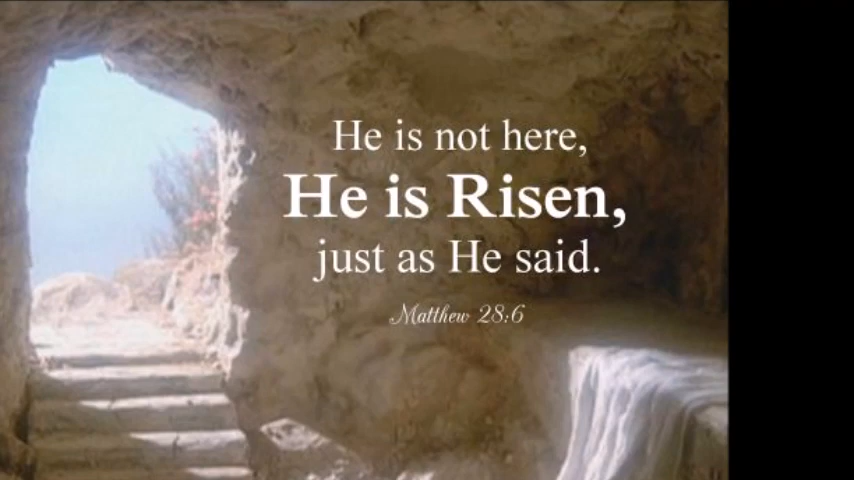 He is not here,
He is Risen,
just as He said.
Matthew 28:6